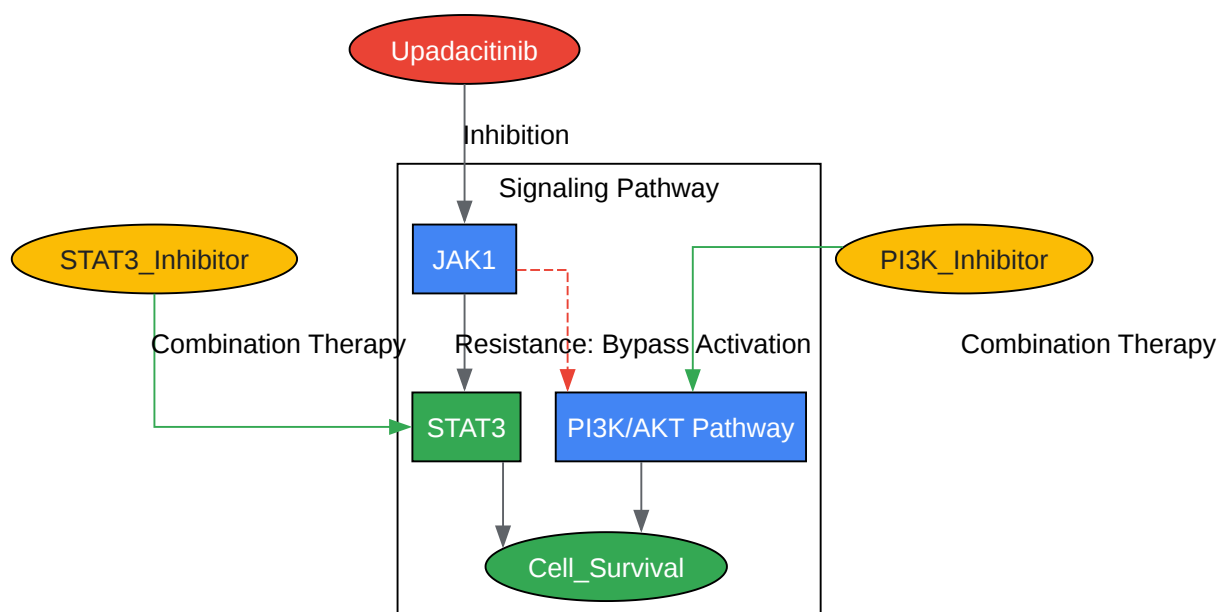 Upadacitinib
Inhibition
Signaling Pathway
STAT3_Inhibitor
JAK1
PI3K_Inhibitor
Combination Therapy
Resistance: Bypass Activation
Combination Therapy
STAT3
PI3K/AKT Pathway
Cell_Survival